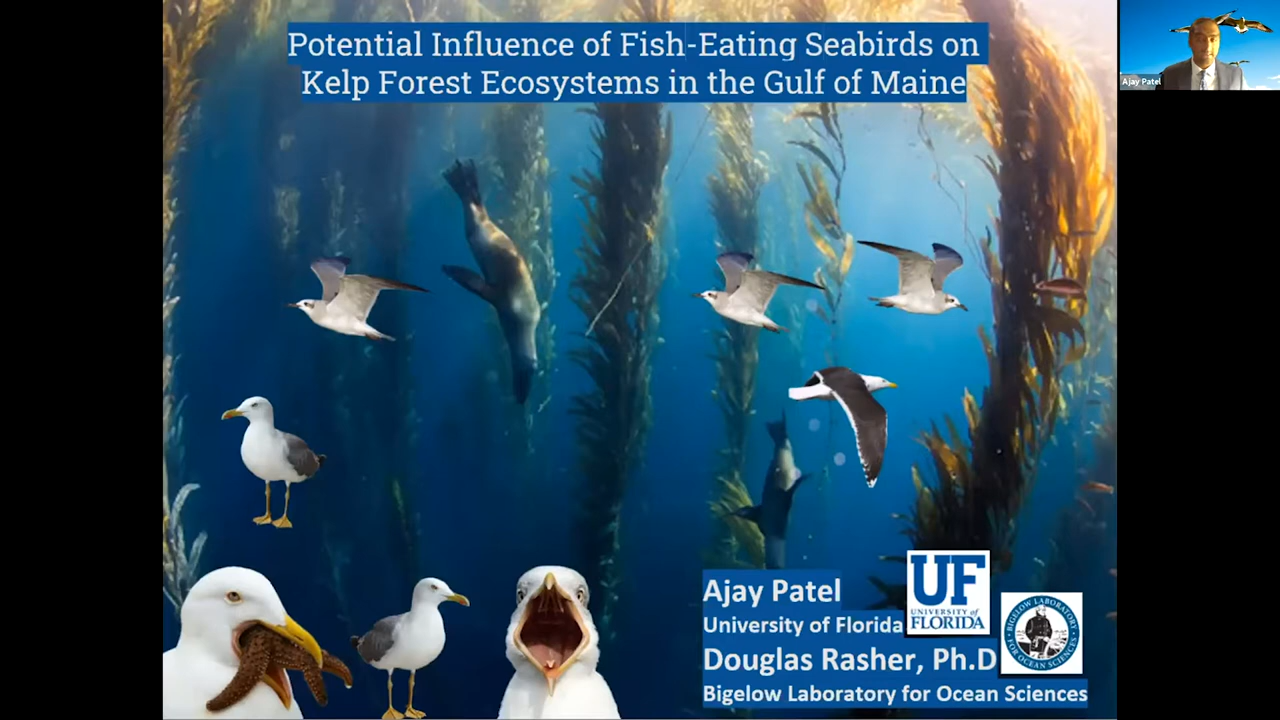 Potential Influence of Fish-Eating Seabirds on
Kelp Forest Ecosystems in the Gulf of Maine
Ajay Patel
Ajay Patel
University of Florida
Douglas Rasher, Ph.D
Bigelow Laboratory for Ocean Sciences
UF
UNIVERSITY of
FLORIDA
BIGELOW LABORATORY
FOR OCEAN SCIENCES